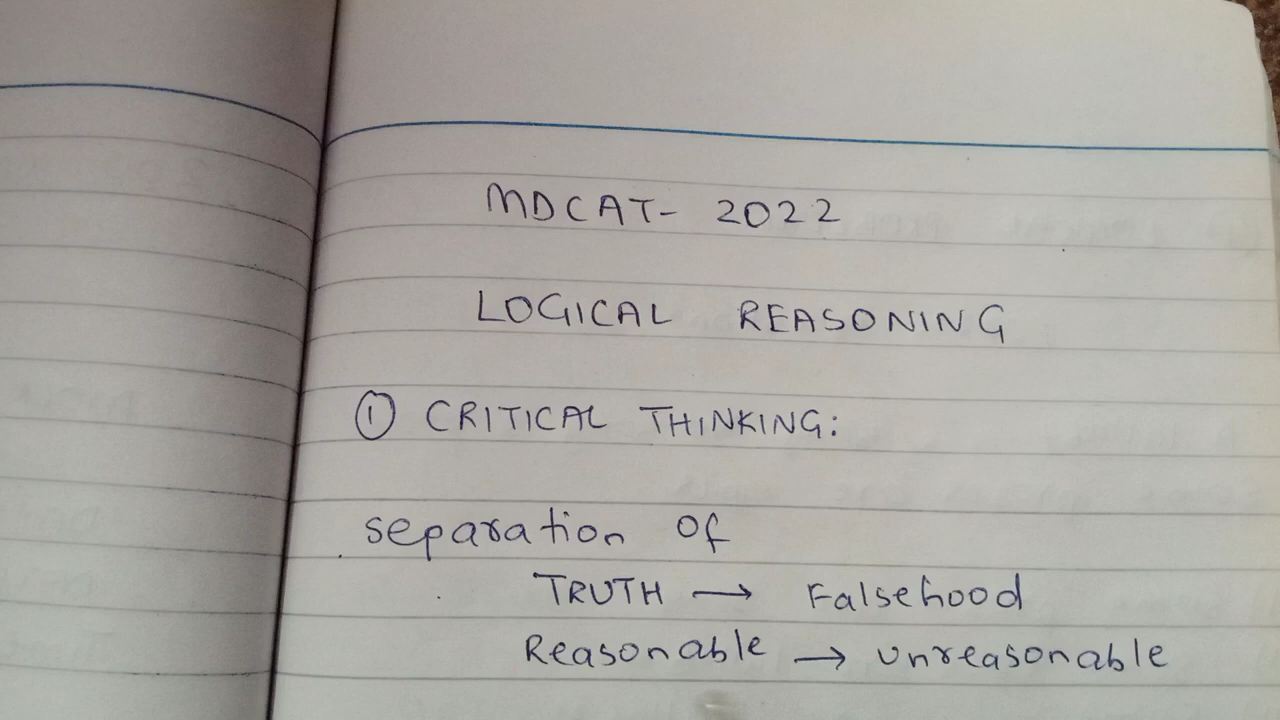 MDCAT- 2022
LOGICAL REASONING
① CRITICAL THINKING:
separation of
TRUTH → Falsehood
Reasonable → unreasonable